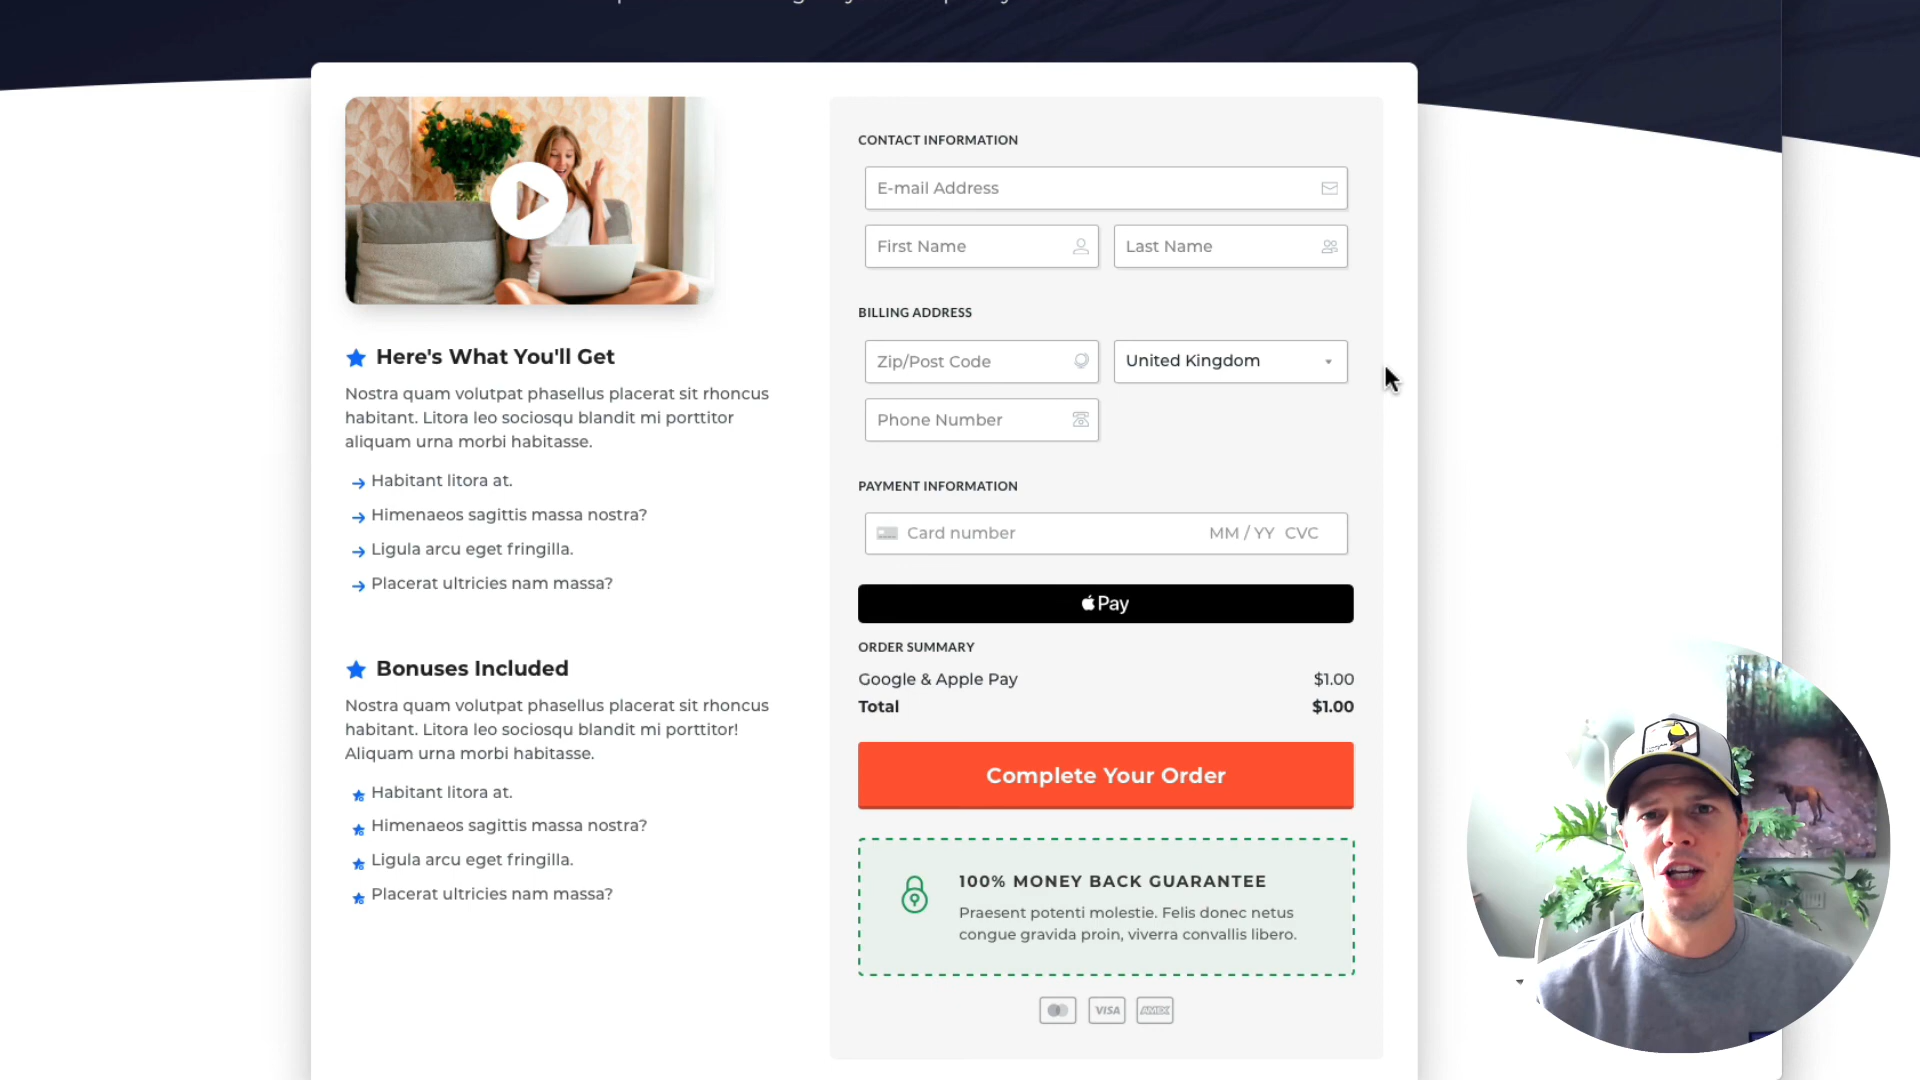 Here's What You'll Get
Nostra quam volutpat phasellus placerat sit rhoncus
habitant. Litora leo sociosqu blandit mi porttitor
aliquam urna morbi habitasse.
Habitant litora at.
Himenaeos sagittis massa nostra?
Ligula arcu eget fringilla.
Placerat ultricies nam massa?
Bonuses Included
Nostra quam volutpat phasellus placerat sit rhoncus
habitant. Litora leo sociosqu blandit mi porttitor!
Aliquam urna morbi habitasse.
Habitant litora at.
Himenaeos sagittis massa nostra?
Ligula arcu eget fringilla.
Placerat ultricies nam massa?
CONTACT INFORMATION
E-mail Address
First Name Last Name
BILLING ADDRESS
Zip/Post Code United Kingdom
Phone Number
PAYMENT INFORMATION
Card number MM / YY CVC
Pay
ORDER SUMMARY
Google & Apple Pay $1.00
Total $1.00
Complete Your Order
100% MONEY BACK GUARANTEE
Praesent potenti molestie. Felis donec netus
congue gravida proin, viverra convallis libero.
VISA AMEX